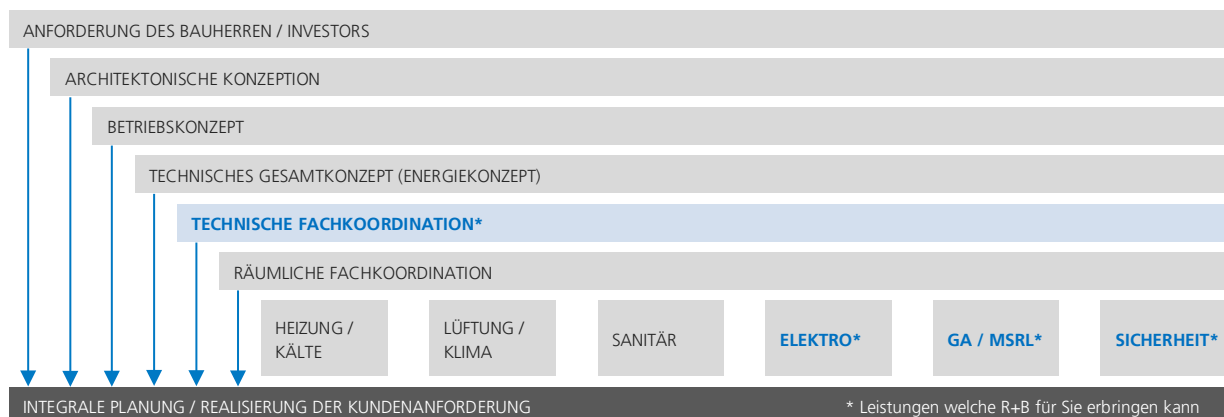 ANFORDERUNG DES BAUHERREN / INVESTORS
ARCHITEKTONISCHE KONZEPTION
BETRIEBSKONZEPT
TECHNISCHES GESAMTKONZEPT (ENERGIEKONZEPT)
TECHNISCHE FACHKOORDINATION*
RÄUMLICHE FACHKOORDINATION
HEIZUNG /
KÄLTE
LÜFTUNG /
KLIMA
SANITÄR
ELEKTRO*
GA / MSRL*
SICHERHEIT*
INTEGRALE PLANUNG / REALISIERUNG DER KUNDENANFORDERUNG
* Leistungen welche R+B für Sie erbringen kann